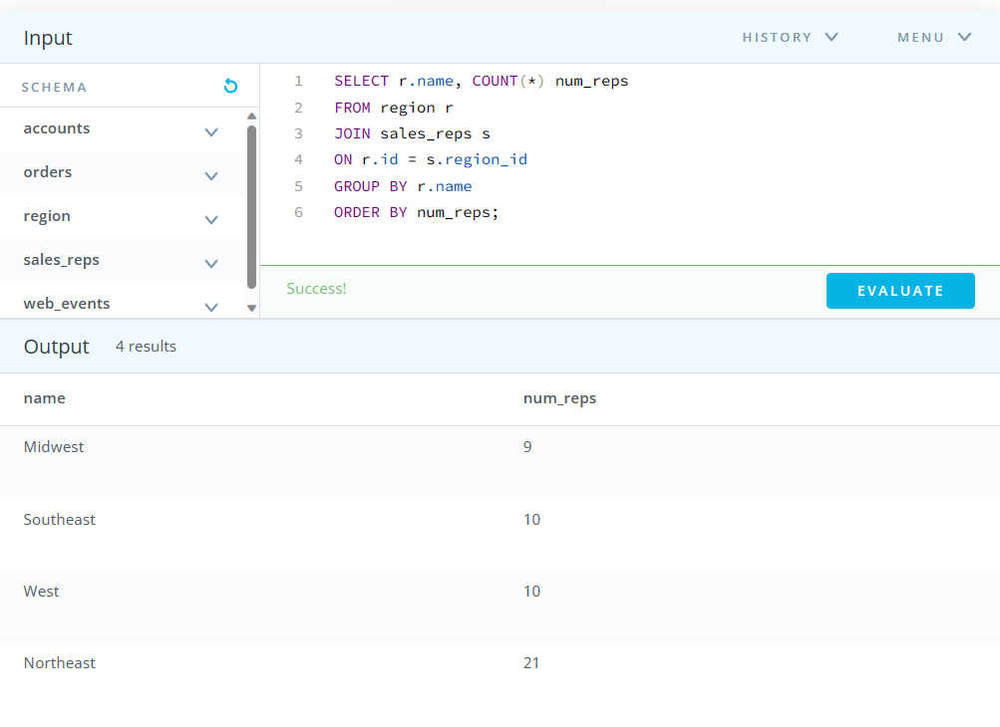 Input
HISTORY
MENU
SCHEMA
accounts
orders
region
sales_reps
web_events
1 SELECT r.name, COUNT(*) num_reps
2 FROM region r
3 JOIN sales_reps s
4 ON r.id = s.region_id
5 GROUP BY r.name
6 ORDER BY num_reps;
Success!
EVALUATE
Output 4 results
name num_reps
Midwest 9
Southeast 10
West 10
Northeast 21